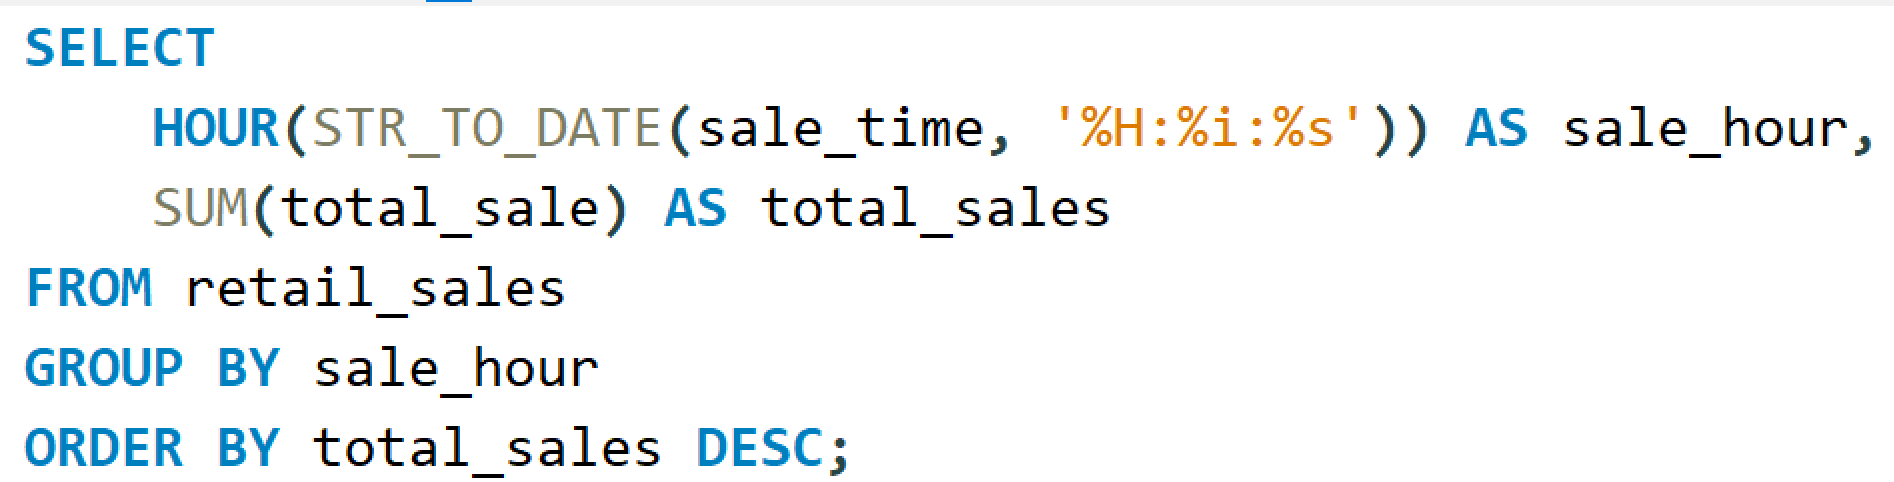 SELECT
    HOUR(STR_TO_DATE(sale_time, '%H:%i:%s')) AS sale_hour,
    SUM(total_sale) AS total_sales
FROM retail_sales
GROUP BY sale_hour
ORDER BY total_sales DESC;